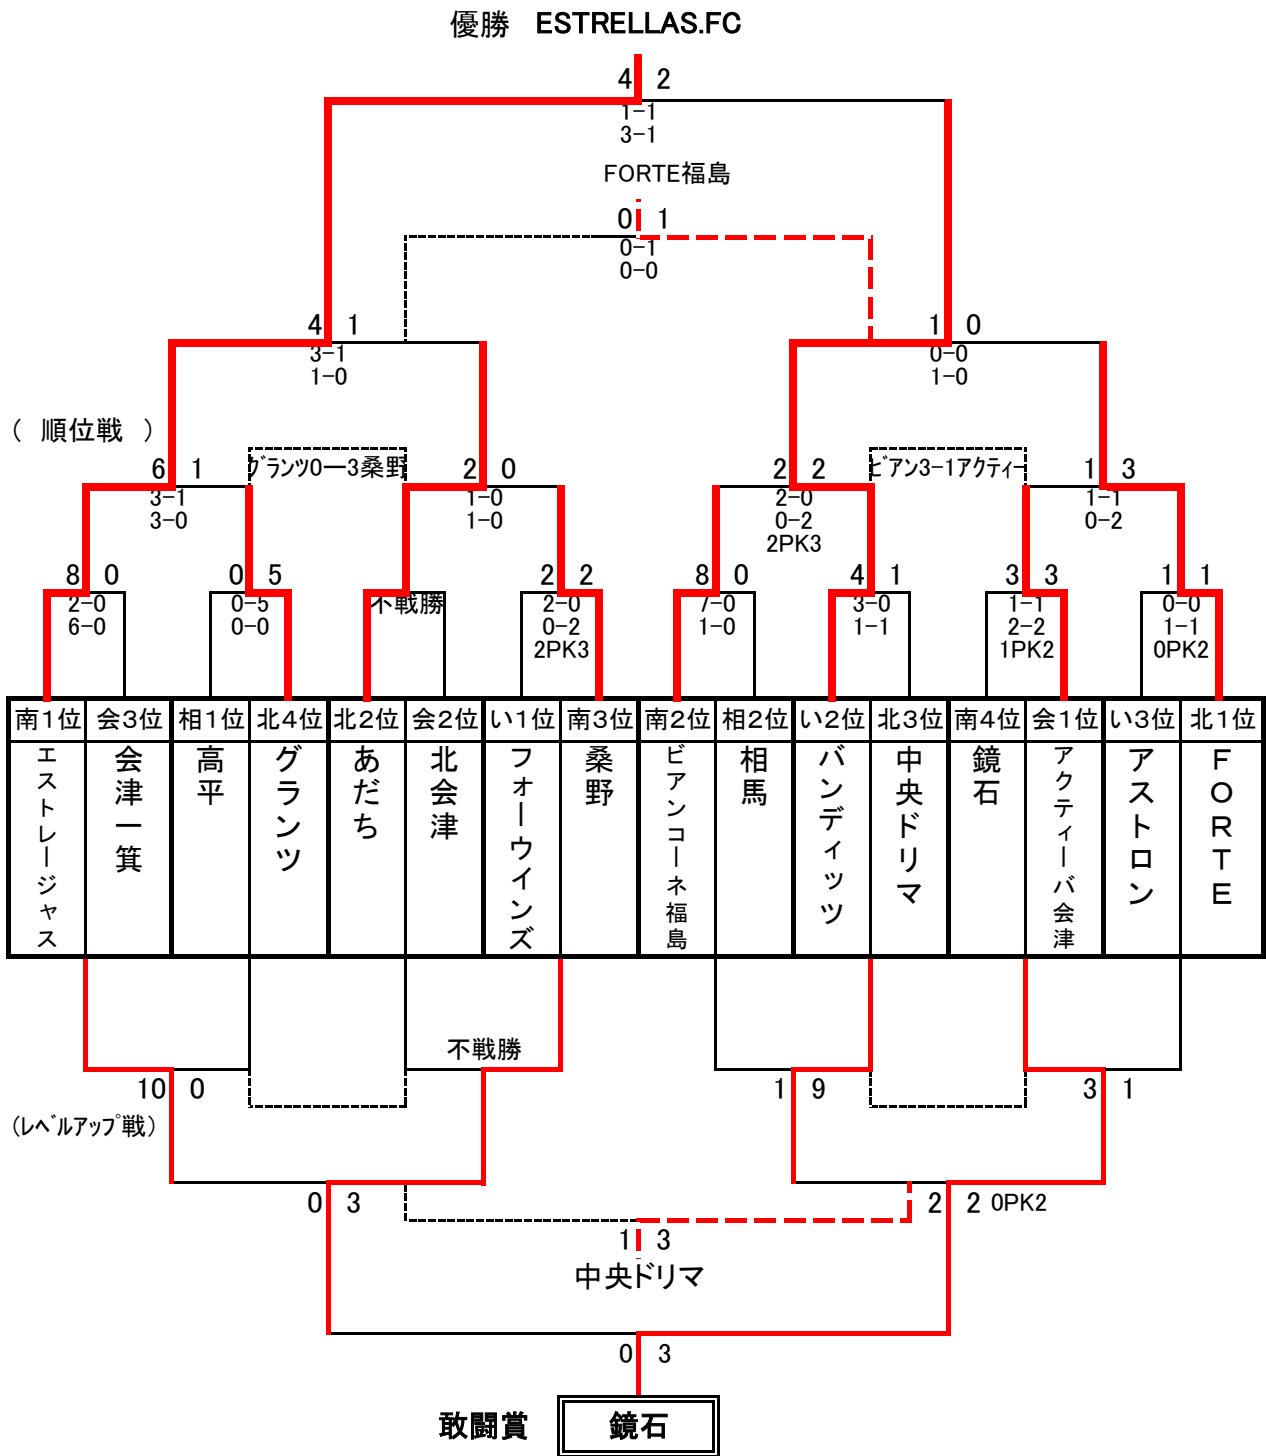 優勝 ESTRELLAS.FC
4 2
1-1
3-1
FORTE福島
0 1
0-1
0-0
4 1
3-1
1-0
1 0
0-0
1-0
( 順位戦 )
6 1
3-1
3-0
グランツ0ー3桑野
2 0
1-0
1-0
2 2
2-0
0-2
2PK3
ビアン3-1アクティー
1 3
1-1
0-2
8 0
2-0
6-0
0 5
0-5
0-0
不戦勝
2 2
2-0
0-2
2PK3
8 0
7-0
1-0
4 1
3-0
1-1
3 3
1-1
2-2
1PK2
1 1
0-0
1-1
0PK2
南1位 会3位 相1位 北4位 北2位 会2位 い1位 南3位 南2位 相2位 い2位 北3位 南4位 会1位 い3位 北1位
エストレージャス
会津一箕
高平
グランツ
あだち
北会津
フォーウインズ
桑野
ビアンコーネ福島
相馬
バンディッツ
中央ドリマ
鏡石
アクティーバ会津
アストロン
FORTE
不戦勝
10 0
1 9
3 1
(レベルアップ戦)
0 3
2 2 0PK2
1 3
中央ドリマ
0 3
敢闘賞 鏡石